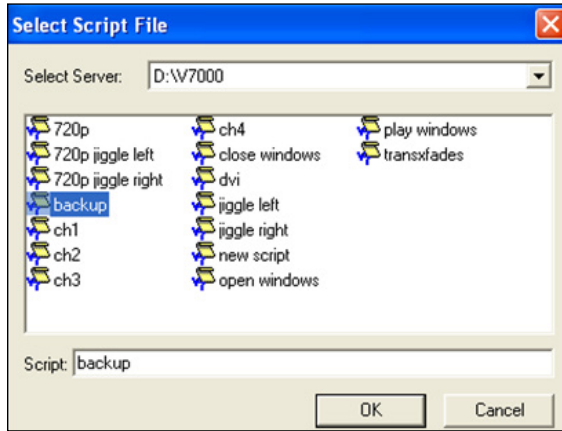 Select Script File
Select Server: D:\V7000
720p ch4 play windows
720p jiggle left close windows transxfades
720p jiggle right dvi
backup jiggle left
ch1 jiggle right
ch2 new script
ch3 open windows
Script: backup
OK Cancel